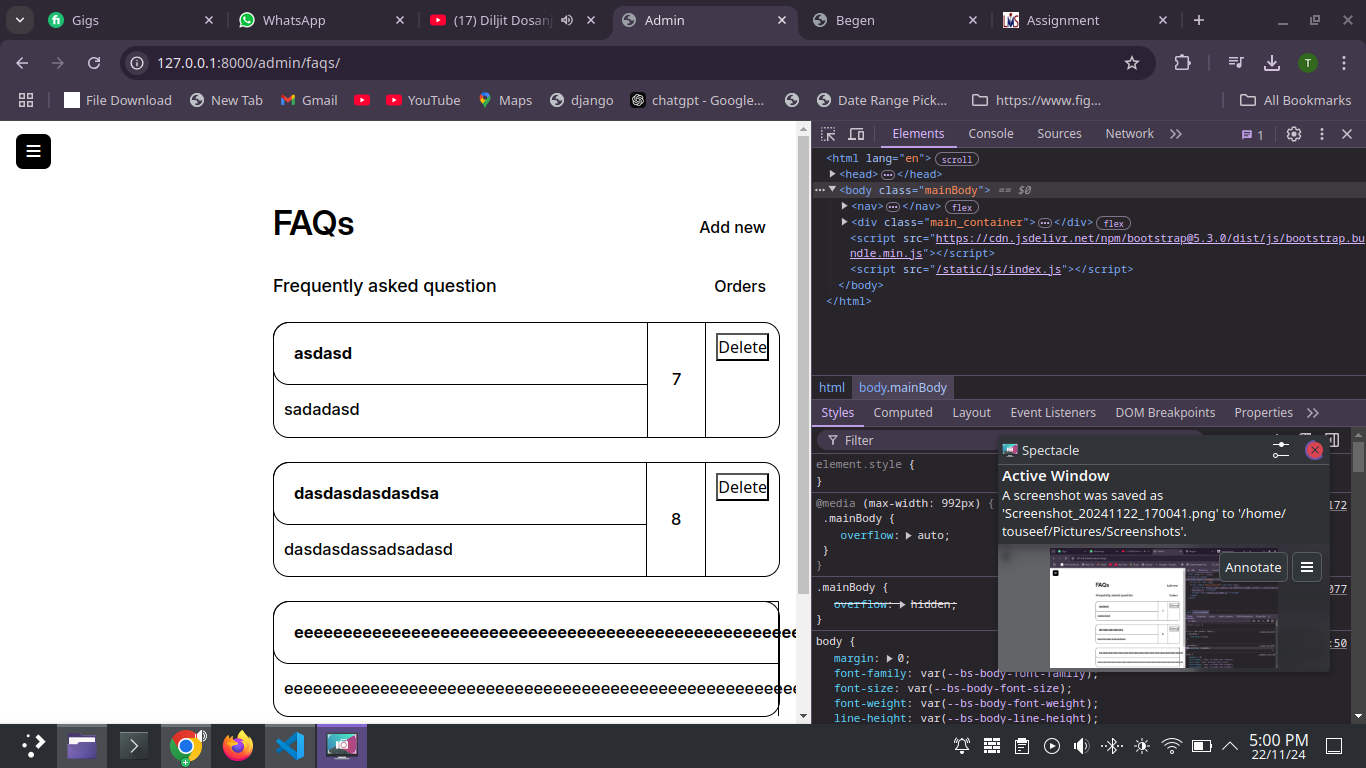 Gigs
WhatsApp
(17) Diljit Dosan
Admin
Begen
Assignment
127.0.0.1:8000/admin/faqs/
T
File Download
New Tab
Gmail
YouTube
Maps
django
chatgpt - Google...
Date Range Pick...
https://www.fig...
All Bookmarks
FAQs
Add new
Frequently asked question
Orders
asdasd
sadadasd
7
Delete
dasdasdasdasdsa
dasdasdassadsadasd
8
Delete
Elements
Console
Sources
Network
1
<html lang="en"> scroll
<head> ··· </head>
··· <body class="mainBody"> == $0
<nav> ··· </nav> flex
<div class="main_container"> ··· </div> flex
<script src="https://cdn.jsdelivr.net/npm/bootstrap@5.3.0/dist/js/bootstrap.bu
ndle.min.js"></script>
<script src="/static/js/index.js"></script>
</body>
</html>
html
body.mainBody
Styles
Computed
Layout
Event Listeners
DOM Breakpoints
Properties
Filter
element.style {
}
@media (max-width: 992px) {
.mainBody {
overflow: auto;
}
}
172
.mainBody {
overflow: hidden;
}
077
body {
:50
margin: 0;
font-family: var(--bs-body-font-family);
font-size: var(--bs-body-font-size);
font-weight: var(--bs-body-font-weight);
line-height: var(--bs-body-line-height);
Spectacle
Active Window
A screenshot was saved as
'Screenshot_20241122_170041.png' to '/home/
touseef/Pictures/Screenshots'.
Annotate
FAQs
5:00 PM
22/11/24